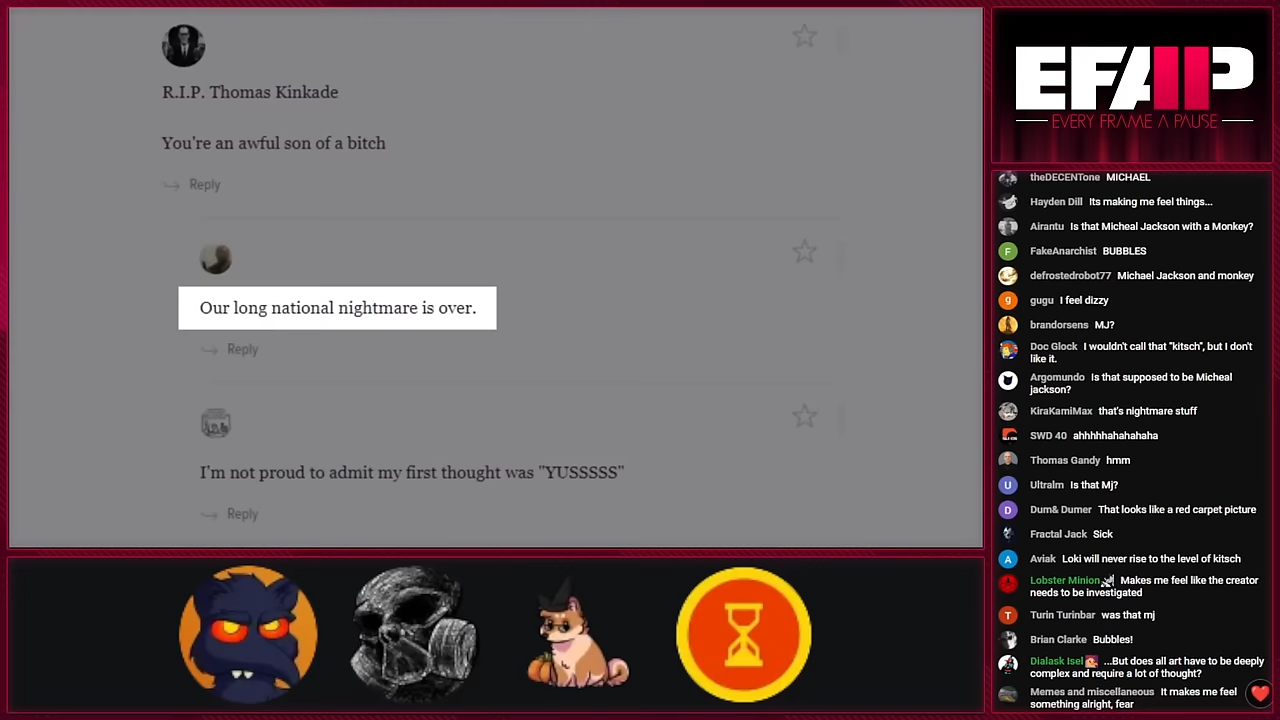 R.I.P. Thomas Kinkade
You're an awful son of a bitch
Reply
Our long national nightmare is over.
Reply
I'm not proud to admit my first thought was "YUSSSSS"
Reply
EFAP
EVERY FRAME A PAUSE
theDECENTone MICHAEL
Hayden Dill Its making me feel things...
Airantu Is that Micheal Jackson with a Monkey?
F FakeAnarchist BUBBLES
defrostedrobot77 Michael Jackson and monkey
g gugu I feel dizzy
brandorsens MJ?
Doc Glock I wouldn't call that "kitsch", but I don't
like it.
Argomundo Is that supposed to be Micheal
jackson?
KiraKamiMax that's nightmare stuff
SWD 40 ahhhhhahahahaha
Thomas Gandy hmm
U Ultralm Is that Mj?
D Dum& Dumer That looks like a red carpet picture
Fractal Jack Sick
A Aviak Loki will never rise to the level of kitsch
Lobster Minion Makes me feel like the creator
needs to be investigated
T Turin Turinbar was that mj
Brian Clarke Bubbles!
Dialask Isel ...But does all art have to be deeply
complex and require a lot of thought?
Memes and miscellaneous It makes me feel
something alright, fear